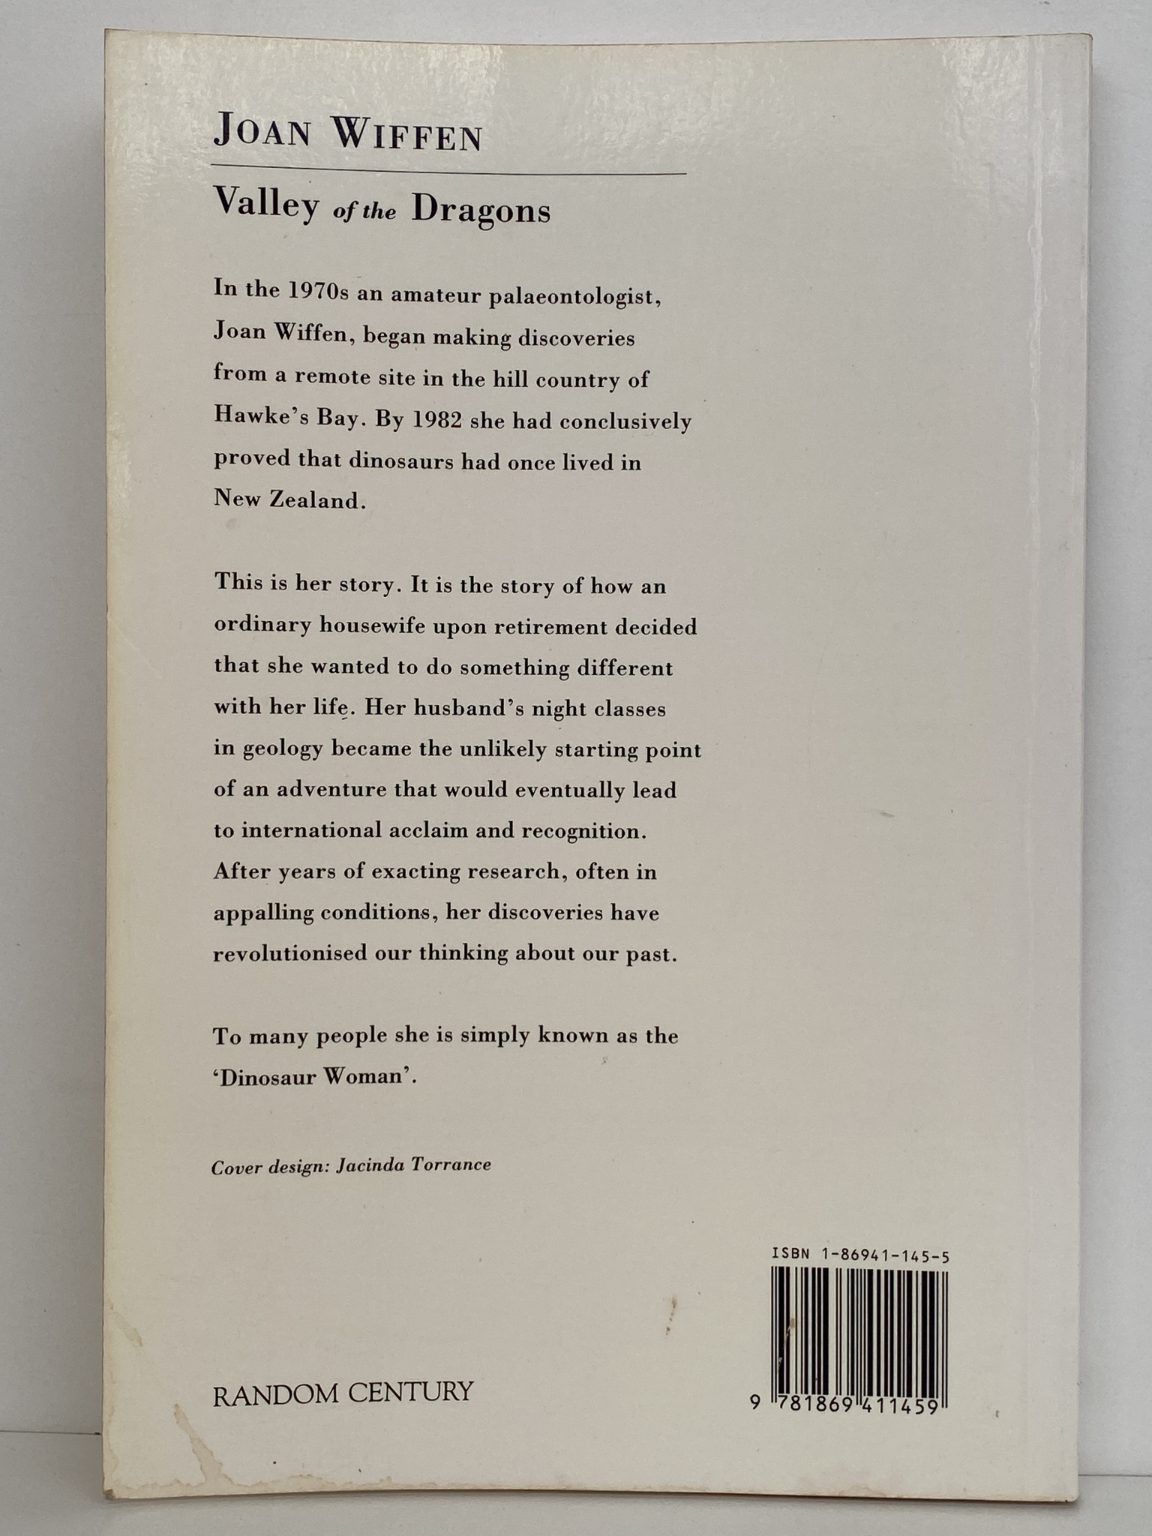 JOAN WIFFEN
Valley of the Dragons
In the 1970s an amateur palaeontologist,
Joan Wiffen, began making discoveries
from a remote site in the hill country of
Hawke's Bay. By 1982 she had conclusively
proved that dinosaurs had once lived in
New Zealand.
This is her story. It is the story of how an
ordinary housewife upon retirement decided
that she wanted to do something different
with her life. Her husband's night classes
in geology became the unlikely starting point
of an adventure that would eventually lead
to international acclaim and recognition.
After years of exacting research, often in
appalling conditions, her discoveries have
revolutionised our thinking about our past.
To many people she is simply known as the
‘Dinosaur Woman’.
Cover design: Jacinda Torrance
ISBN 1-86941-145-5
9 781869 411459
RANDOM CENTURY